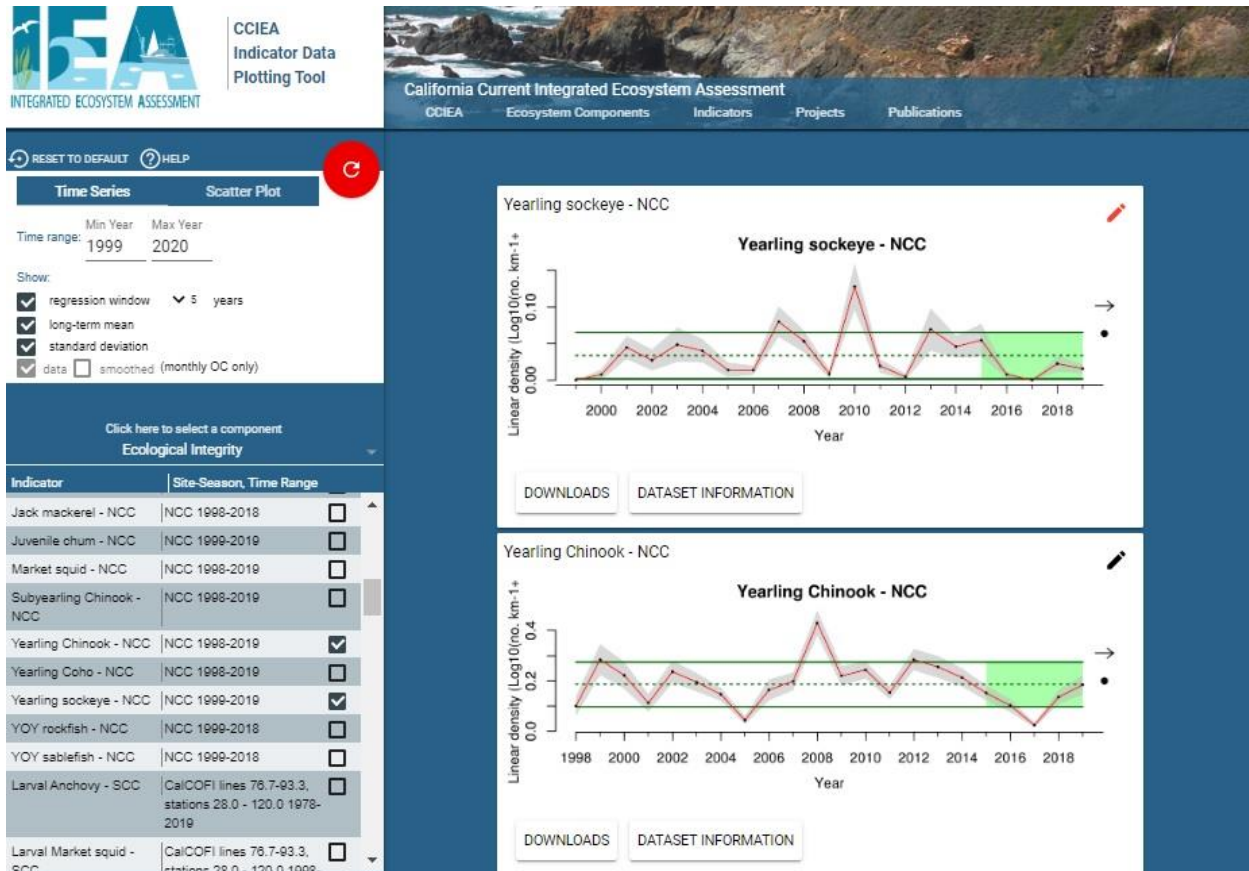 IEA
INTEGRATED ECOSYSTEM ASSESSMENT
CCIEA
Indicator Data
Plotting Tool
California Current Integrated Ecosystem Assessment
CCIEA Ecosystem Components Indicators Projects Publications
RESET TO DEFAULT ? HELP
Time Series Scatter Plot
Time range: Min Year Max Year
1999 2020
Show:
regression window 5 years
long-term mean
standard deviation
data smoothed (monthly OC only)
Click here to select a component
Ecological Integrity
Indicator Site-Season, Time Range
Jack mackerel - NCC NCC 1998-2018
Juvenile chum - NCC NCC 1999-2019
Market squid - NCC NCC 1998-2019
Subyearling Chinook - NCC 1998-2019
NCC
Yearling Chinook - NCC NCC 1998-2019
Yearling Coho - NCC NCC 1998-2019
Yearling sockeye - NCC NCC 1999-2019
YOY rockfish - NCC NCC 1999-2018
YOY sablefish - NCC NCC 1999-2018
Larval Anchovy - SCC CalCOFI lines 76.7-93.3,
stations 28.0 - 120.0 1978-
2019
Larval Market squid - CalCOFI lines 76.7-93.3,
SCC stations 28.0 - 120.0 1998-
Yearling sockeye - NCC
Yearling sockeye - NCC
Linear density (Log10(no. km-1+
0.10
0.00
2000 2002 2004 2006 2008 2010 2012 2014 2016 2018
Year
DOWNLOADS DATASET INFORMATION
Yearling Chinook - NCC
Yearling Chinook - NCC
Linear density (Log10(no. km-1+
0.4
0.2
0.0
1998 2000 2002 2004 2006 2008 2010 2012 2014 2016 2018
Year
DOWNLOADS DATASET INFORMATION